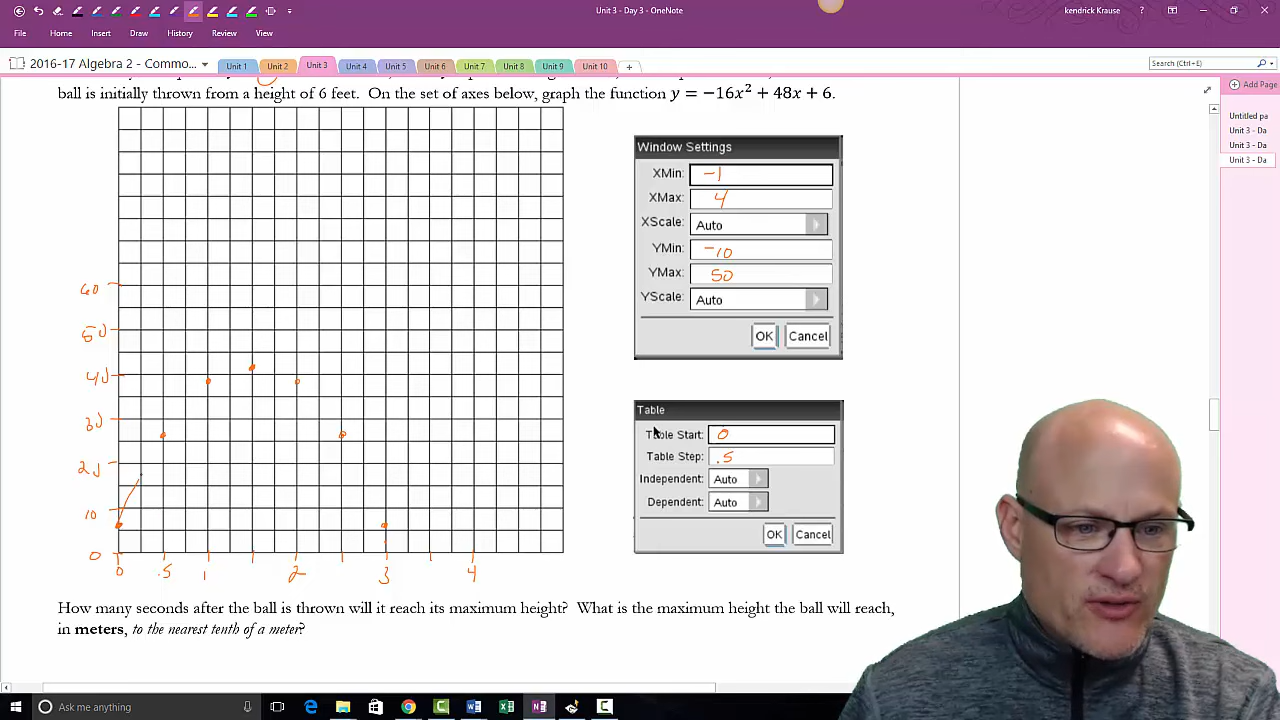 Unit 3 - Day 3 - OneNote
kendrick Krause
File Home Insert Draw History Review View
2016-17 Algebra 2 - Commo... Unit 1 Unit 2 Unit 3 Unit 4 Unit 5 Unit 6 Unit 7 Unit 8 Unit 9 Unit 10
Search (Ctrl+E)
Add Page
Untitled pa
Unit 3 - Da
Unit 3 - Da
Unit 3 - Da
ball is initially thrown from a height of 6 feet. On the set of axes below, graph the function y = −16x² + 48x + 6.
60
50
40
30
20
10
0
0 .5 1 2 3 4
Window Settings
XMin: -1
XMax: 4
XScale: Auto
YMin: -10
YMax: 50
YScale: Auto
OK Cancel
Table
Table Start: 0
Table Step: .5
Independent: Auto
Dependent: Auto
OK Cancel
How many seconds after the ball is thrown will it reach its maximum height? What is the maximum height the ball will reach,
in meters, to the nearest tenth of a meter?
Ask me anything